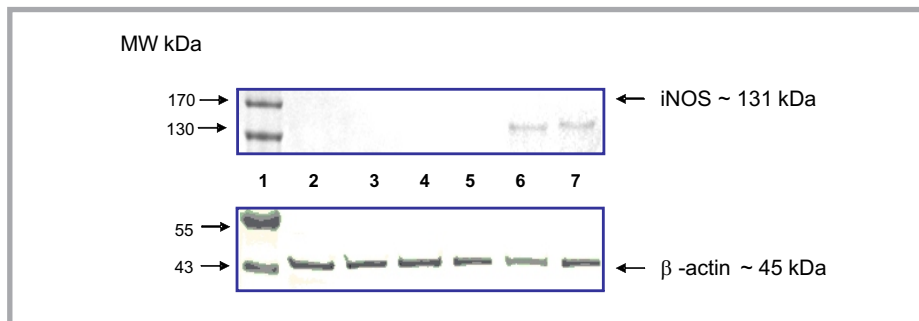 MW kDa
170
iNOS ~ 131 kDa
130
1 2 3 4 5 6 7
55
43
β -actin ~ 45 kDa